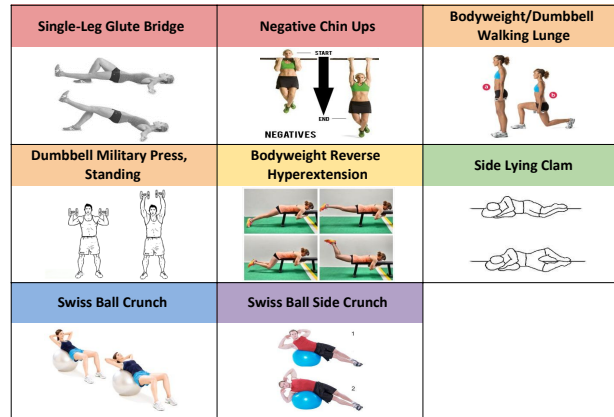 Single-Leg Glute Bridge
Negative Chin Ups
START
END
NEGATIVES
Bodyweight/Dumbbell
Walking Lunge
a
b
Dumbbell Military Press,
Standing
Bodyweight Reverse
Hyperextension
Side Lying Clam
Swiss Ball Crunch
Swiss Ball Side Crunch
1
2